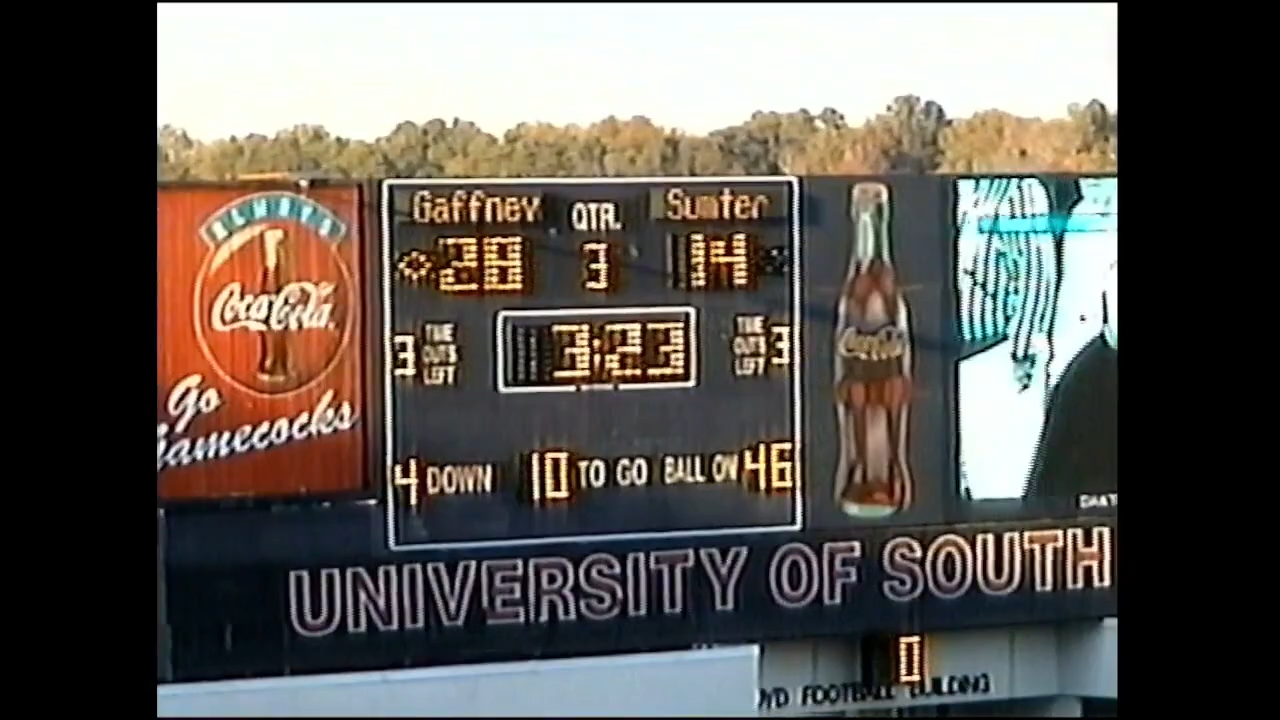 ALWAYS
Coca-Cola
Go
Gamecocks
Gaffney QTR. Sumter
28 3 14
3 TIME OUTS LEFT 3:23 TIME OUTS LEFT 3
4 DOWN 10 TO GO BALL ON 46
Coca-Cola
UNIVERSITY OF SOUTH
0
FOOTBALL BUILDING